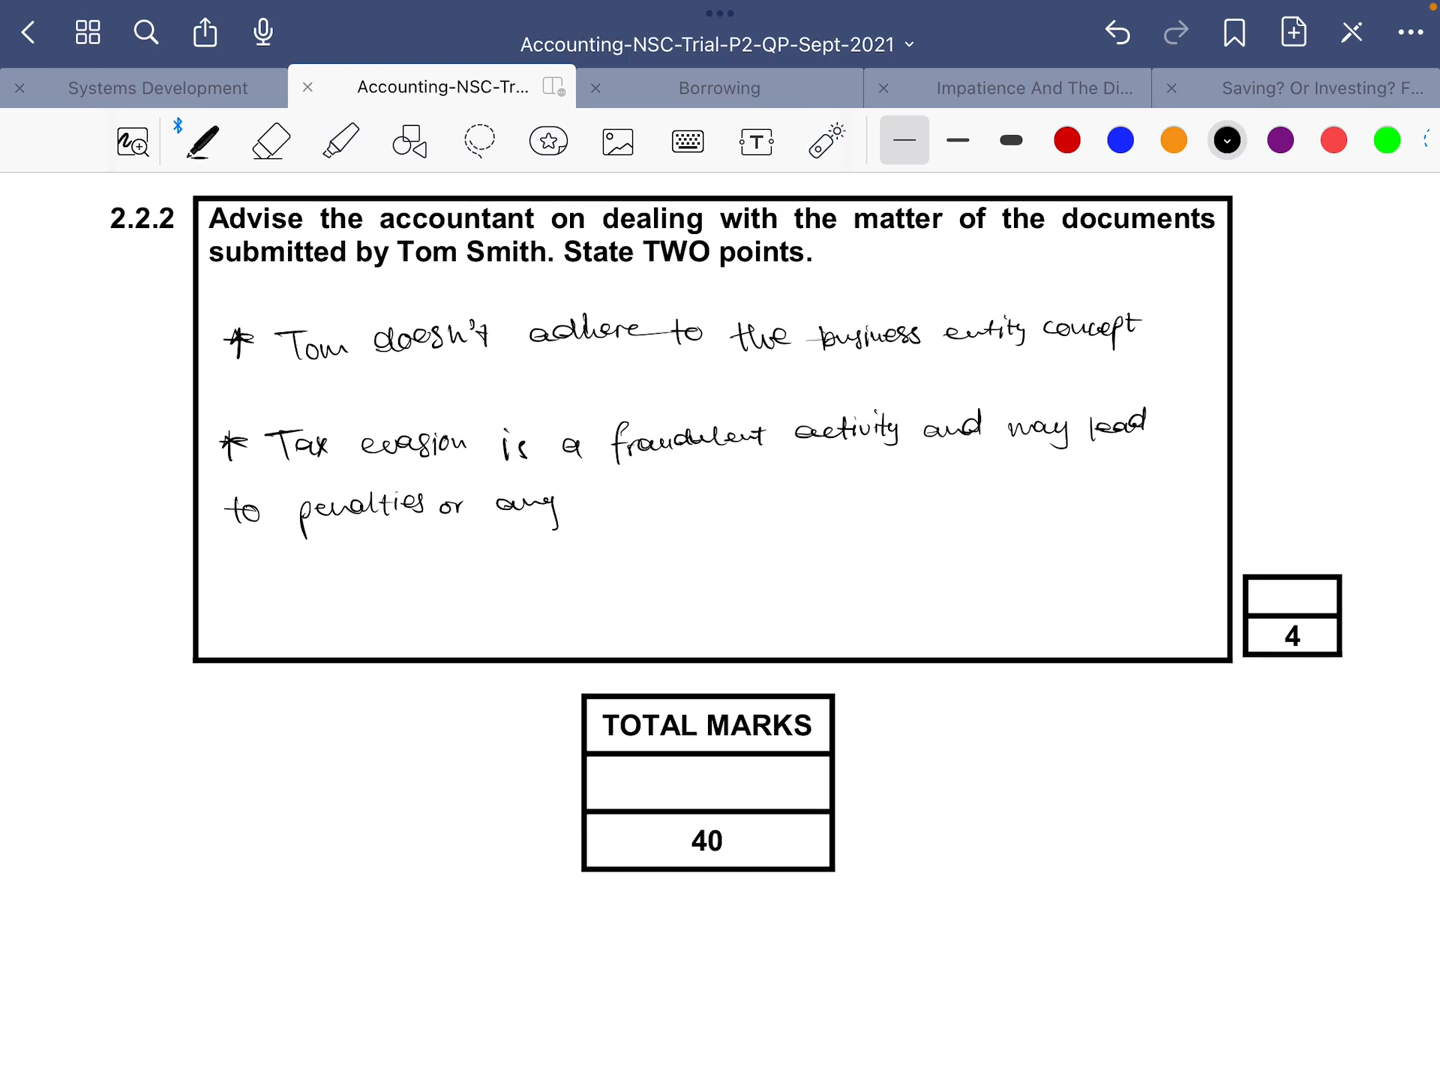 Accounting-NSC-Trial-P2-QP-Sept-2021
Systems Development
Accounting-NSC-Tr...
Borrowing
Impatience And The Di...
Saving? Or Investing? F...
T
2.2.2
Advise the accountant on dealing with the matter of the documents
submitted by Tom Smith. State TWO points.
* Tom doesn't adhere to the business entity concept
* Tax evasion is a fraudulent activity and may lead
to penalties or any
4
TOTAL MARKS
40